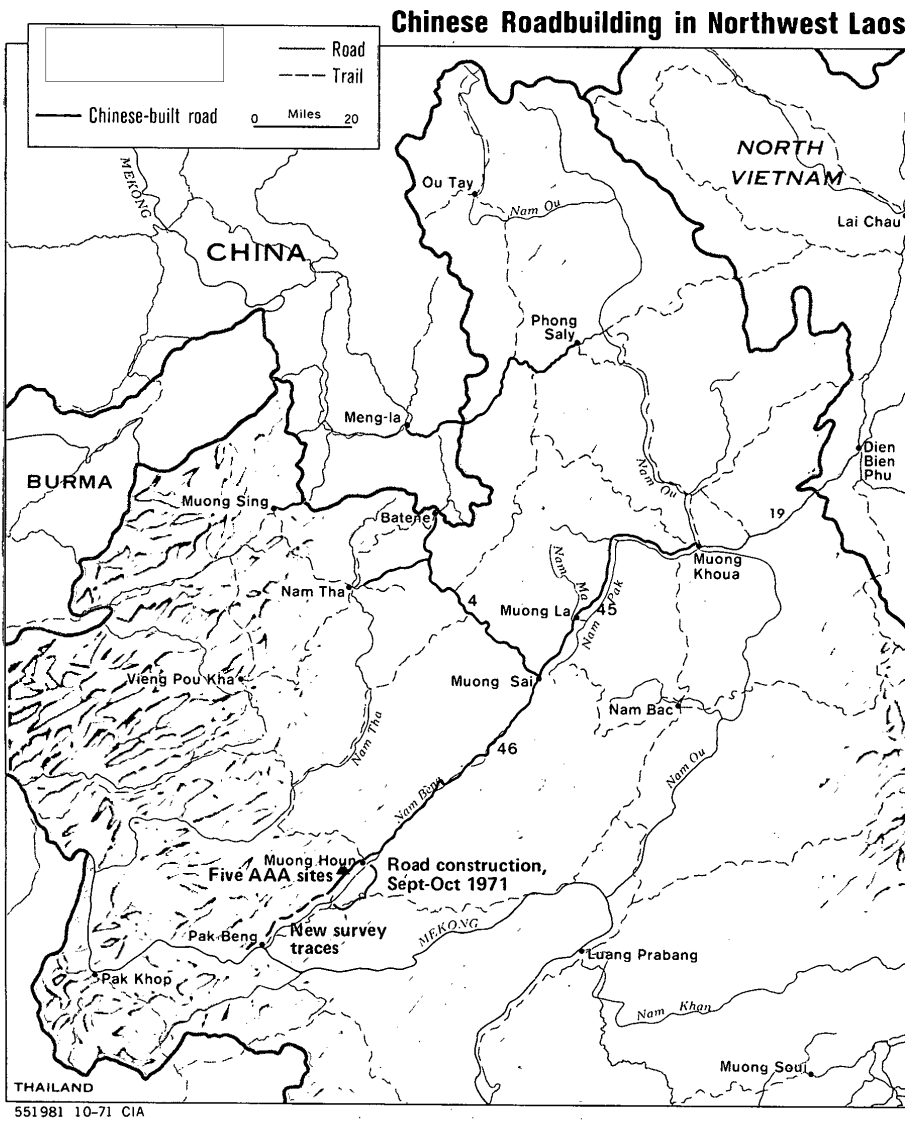 Chinese Roadbuilding in Northwest Laos
Road
Trail
Chinese-built road
0 Miles 20
MEKONG
NORTH
VIETNAM
Ou Tay
Nam Ou
Lai Chau
CHINA
Phong
Saly
Meng-la
Dien
Bien
Phu
BURMA
Nam Ou
Muong Sing
Batene
19
Muong
Khoua
Nam Ma
Nam Tha
4
Muong La
45
Nam Pak
Vieng Pou Kha
Muong Sai
Nam Bac
Nam Tha
46
Nam Ou
Nam Beng
Muong Houn
Five AAA sites
Road construction,
Sept-Oct 1971
Pak Beng
New survey
traces
MEKONG
Luang Prabang
Pak Khop
Nam Khan
Muong Soui
THAILAND
551981 10-71 CIA